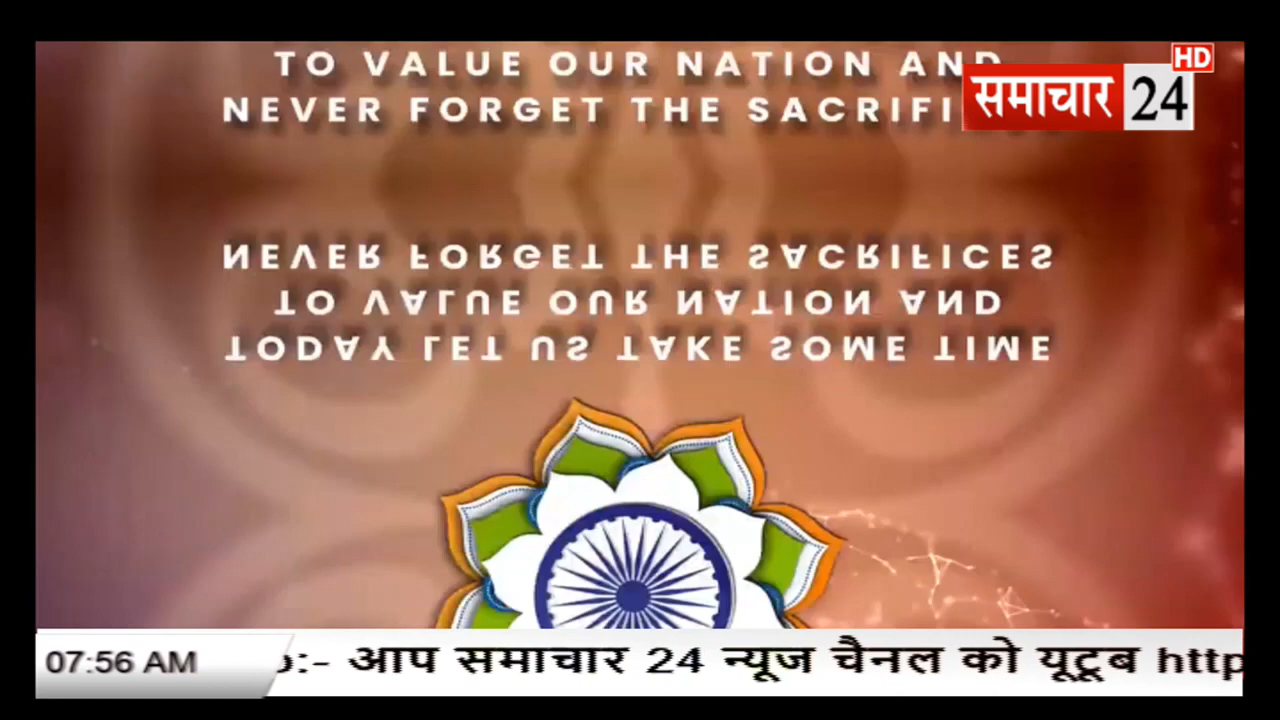 TO VALUE OUR NATION AND
HD
समाचार 24
NEVER FORGET THE
NEVER FORGET THE SACRIFICES
TO VALUE OUR NATION AND
TODAY LET US TAKE SOME TIME
07:56 AM
:- आप समाचार 24 न्यूज चैनल को यूटूब http